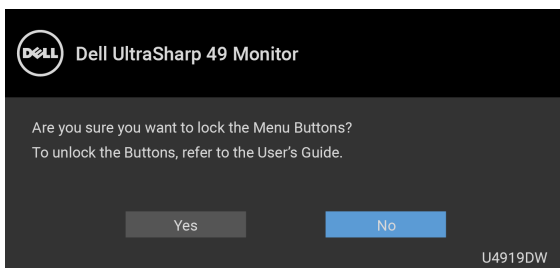 DELL Dell UltraSharp 49 Monitor
Are you sure you want to lock the Menu Buttons?
To unlock the Buttons, refer to the User's Guide.
Yes No
U4919DW